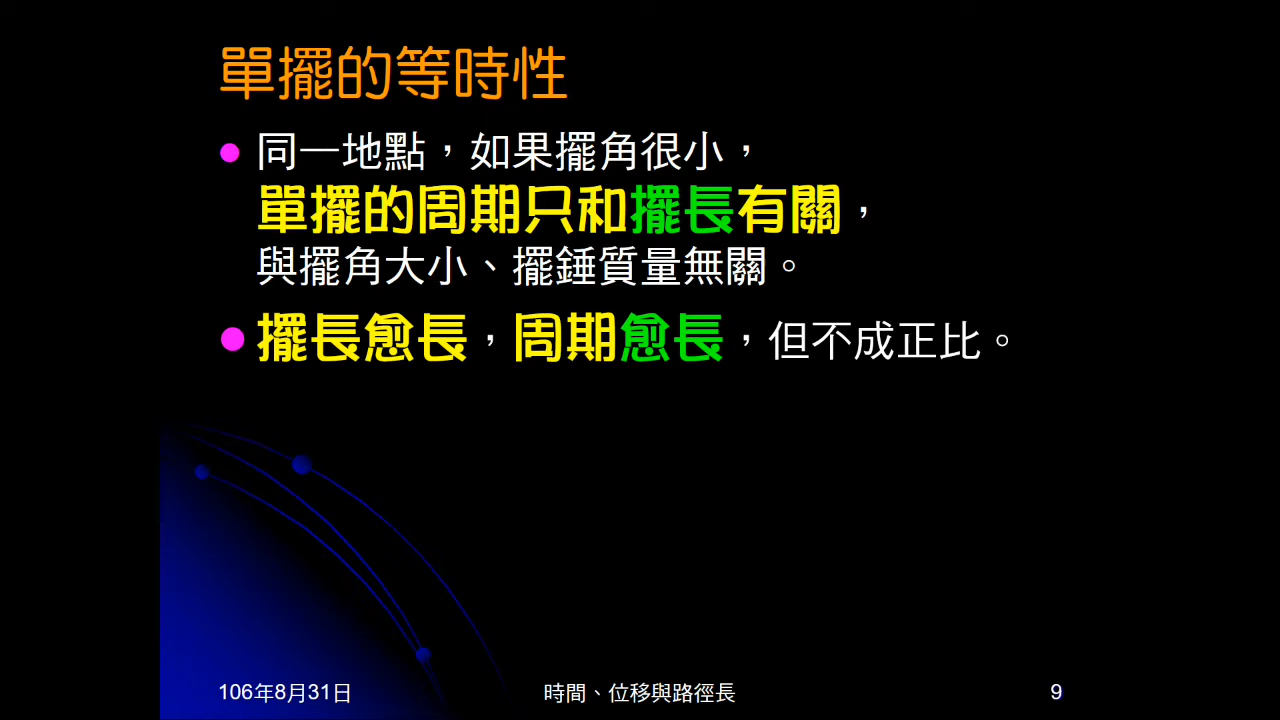 單擺的等時性
同一地點，如果擺角很小，
單擺的周期只和擺長有關，
與擺角大小、擺錘質量無關。
擺長愈長，周期愈長，但不成正比。
106年8月31日
時間、位移與路徑長
9